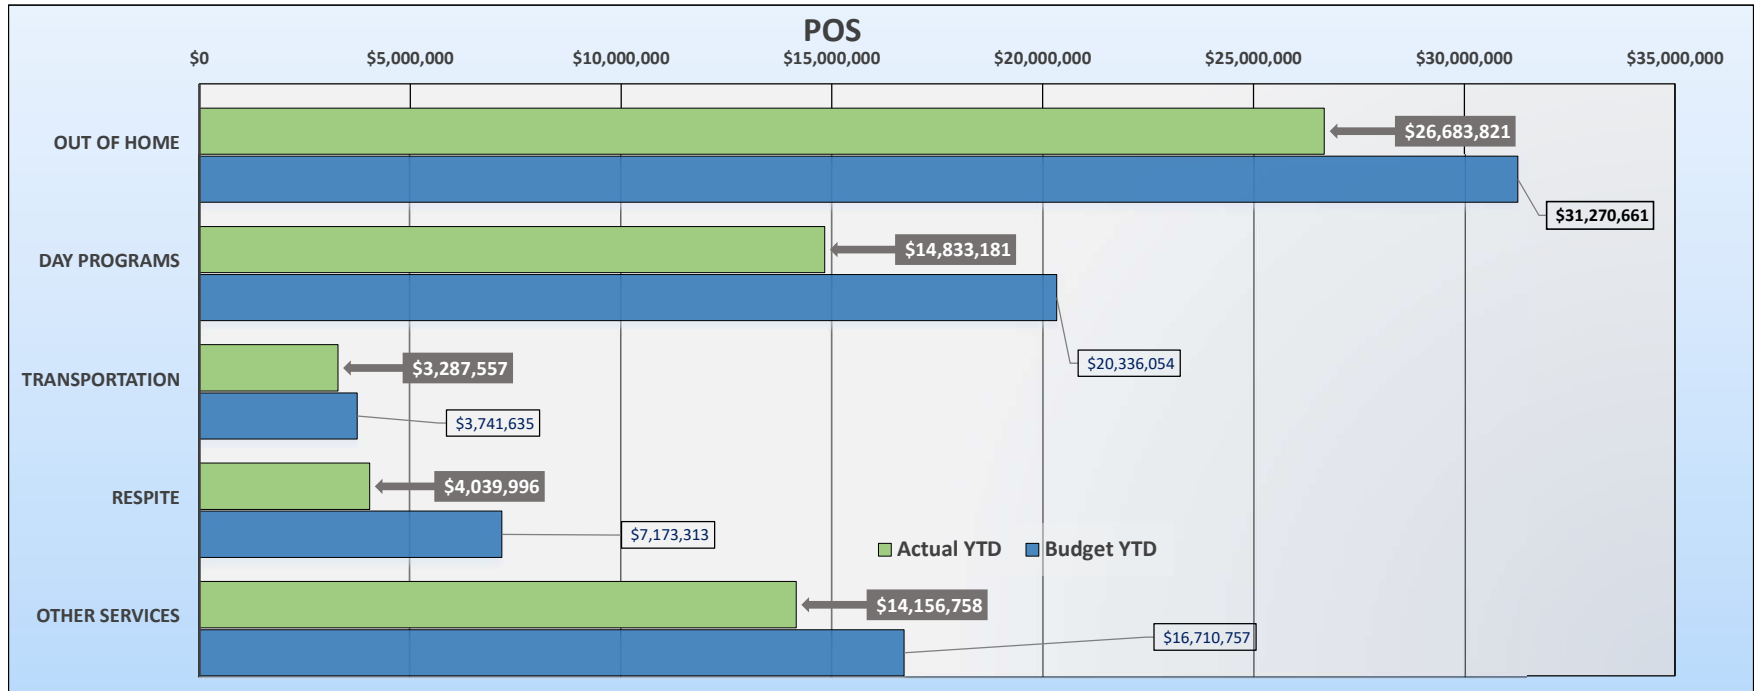 POS
$0 $5,000,000 $10,000,000 $15,000,000 $20,000,000 $25,000,000 $30,000,000 $35,000,000
OUT OF HOME
$26,683,821
$31,270,661
DAY PROGRAMS
$14,833,181
$20,336,054
TRANSPORTATION
$3,287,557
$3,741,635
RESPITE
$4,039,996
$7,173,313
Actual YTD Budget YTD
OTHER SERVICES
$14,156,758
$16,710,757